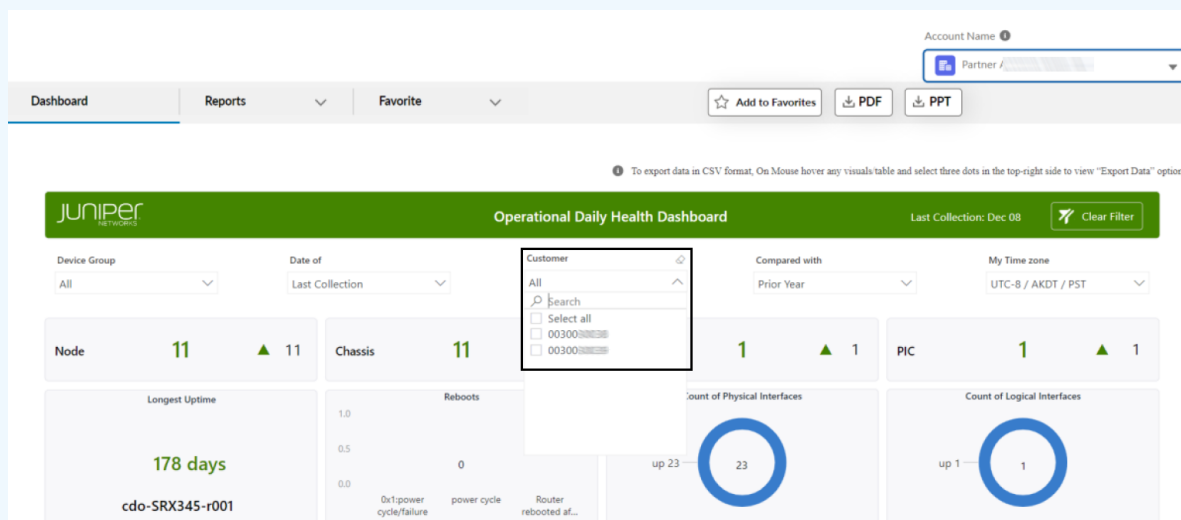 Account Name
Partner
Dashboard Reports Favorite Add to Favorites PDF PPT
To export data in CSV format, On Mouse hover any visuals/table and select three dots in the top-right side to view "Export Data" option
JUNIPER NETWORKS Operational Daily Health Dashboard Last Collection: Dec 08 Clear Filter
Device Group Date of Customer Compared with My Time zone
All Last Collection All Prior Year UTC-8 / AKDT / PST
Search
Select all
00300
00300
Node 11 ▲ 11 Chassis 11 1 ▲ 1 PIC 1 ▲ 1
Longest Uptime Reboots Count of Physical Interfaces Count of Logical Interfaces
1.0
0.5
178 days 0 up 23 23 up 1 1
0.0
cdo-SRX345-r001
0x1:power cycle/failure power cycle Router rebooted af...